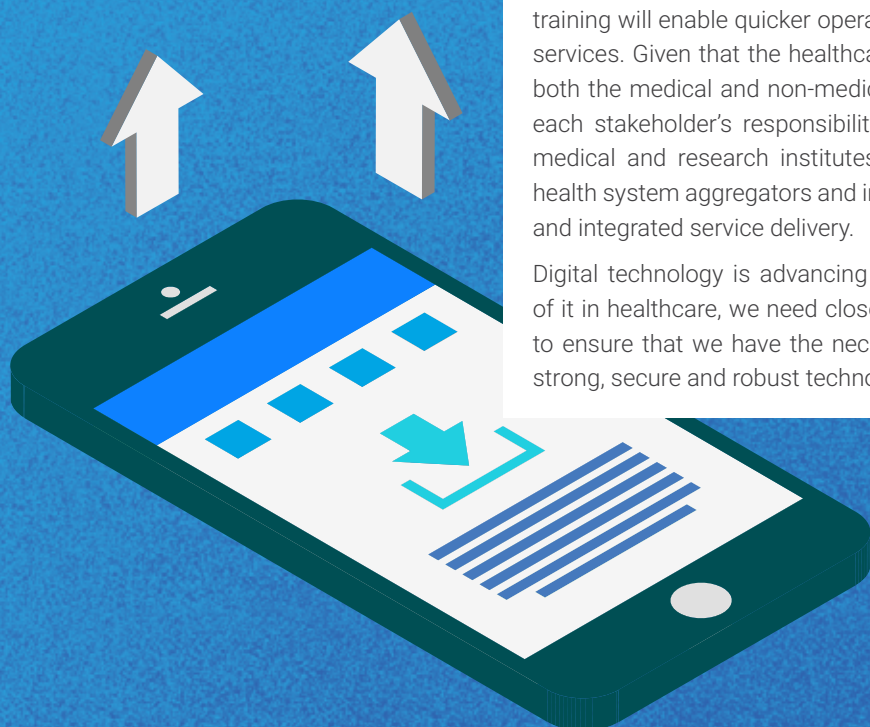 training will enable quicker opera
services. Given that the healthca
both the medical and non-medic
each stakeholder's responsibilit
medical and research institutes
health system aggregators and i
and integrated service delivery.
Digital technology is advancing
of it in healthcare, we need close
to ensure that we have the nec
strong, secure and robust techno